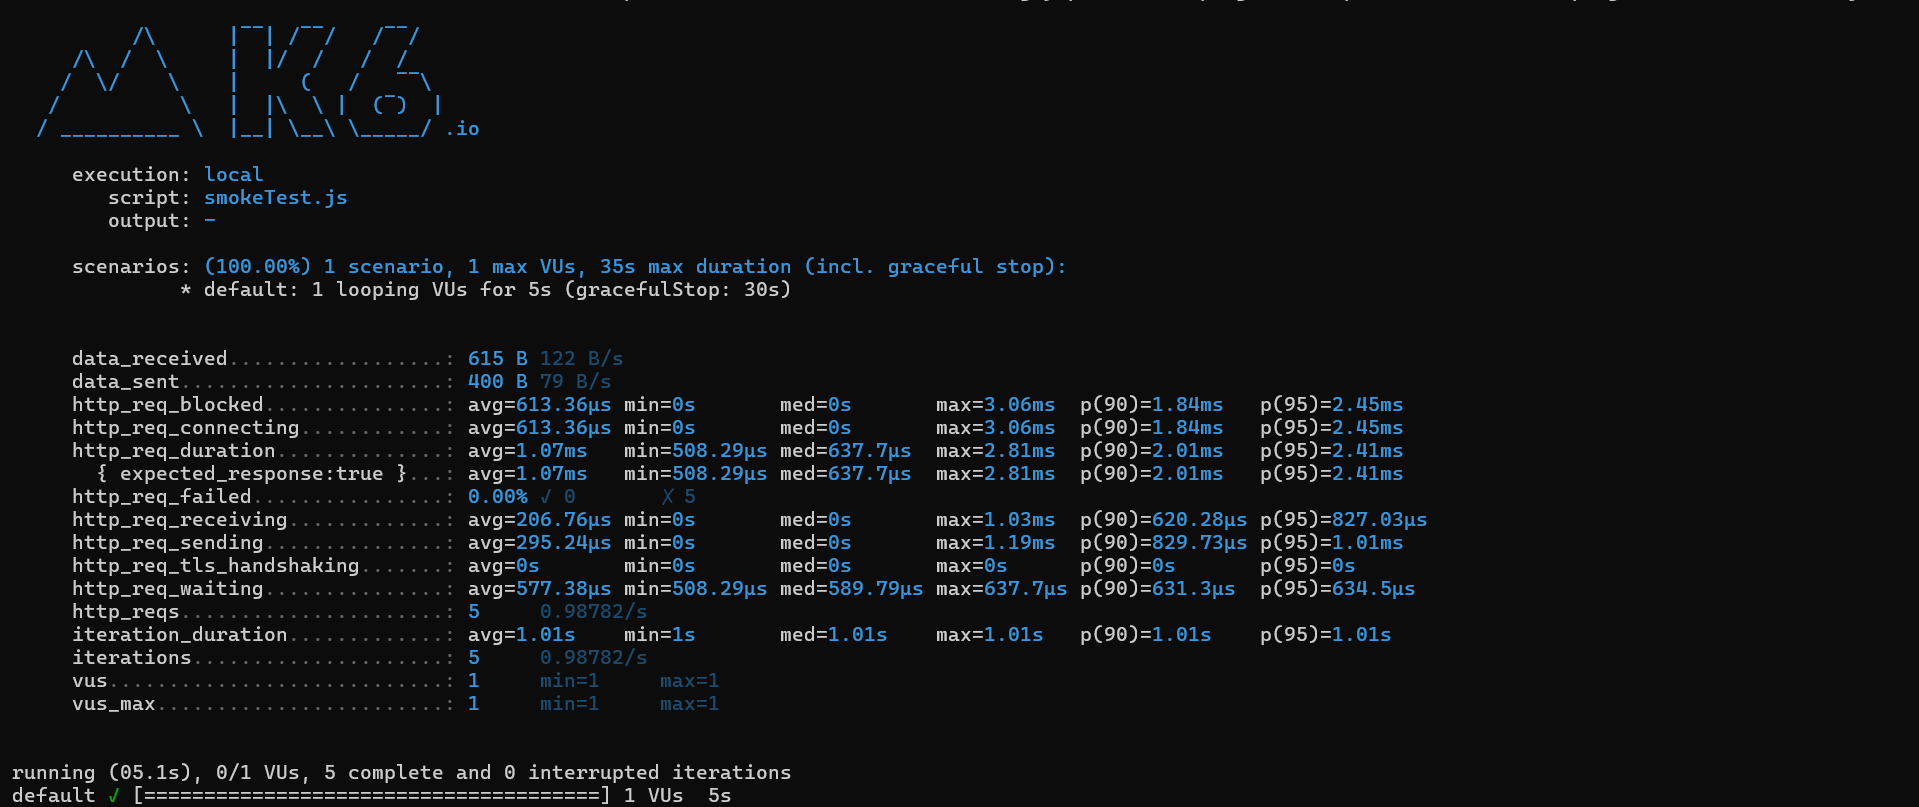 /\      |‾‾| /‾‾/   /‾‾/
     /\  /  \     |  |/  /   /  /
    /  \/    \    |     (   /   ‾‾\
   /          \   |  |\  \ |  (‾)  |
  / __________ \  |__| \__\ \_____/ .io
execution: local
script: smokeTest.js
output: -
scenarios: (100.00%) 1 scenario, 1 max VUs, 35s max duration (incl. graceful stop):
* default: 1 looping VUs for 5s (gracefulStop: 30s)
data_received..................: 615 B 122 B/s
data_sent......................: 400 B 79 B/s
http_req_blocked...............: avg=613.36µs min=0s med=0s max=3.06ms p(90)=1.84ms p(95)=2.45ms
http_req_connecting............: avg=613.36µs min=0s med=0s max=3.06ms p(90)=1.84ms p(95)=2.45ms
http_req_duration..............: avg=1.07ms min=508.29µs med=637.7µs max=2.81ms p(90)=2.01ms p(95)=2.41ms
{ expected_response:true }...: avg=1.07ms min=508.29µs med=637.7µs max=2.81ms p(90)=2.01ms p(95)=2.41ms
http_req_failed................: 0.00% ✓ 0 ✗ 5
http_req_receiving.............: avg=206.76µs min=0s med=0s max=1.03ms p(90)=620.28µs p(95)=827.03µs
http_req_sending...............: avg=295.24µs min=0s med=0s max=1.19ms p(90)=829.73µs p(95)=1.01ms
http_req_tls_handshaking.......: avg=0s min=0s med=0s max=0s p(90)=0s p(95)=0s
http_req_waiting...............: avg=577.38µs min=508.29µs med=589.79µs max=637.7µs p(90)=631.3µs p(95)=634.5µs
http_reqs......................: 5 0.98782/s
iteration_duration.............: avg=1.01s min=1s med=1.01s max=1.01s p(90)=1.01s p(95)=1.01s
iterations.....................: 5 0.98782/s
vus............................: 1 min=1 max=1
vus_max........................: 1 min=1 max=1
running (05.1s), 0/1 VUs, 5 complete and 0 interrupted iterations
default ✓ [======================================] 1 VUs 5s